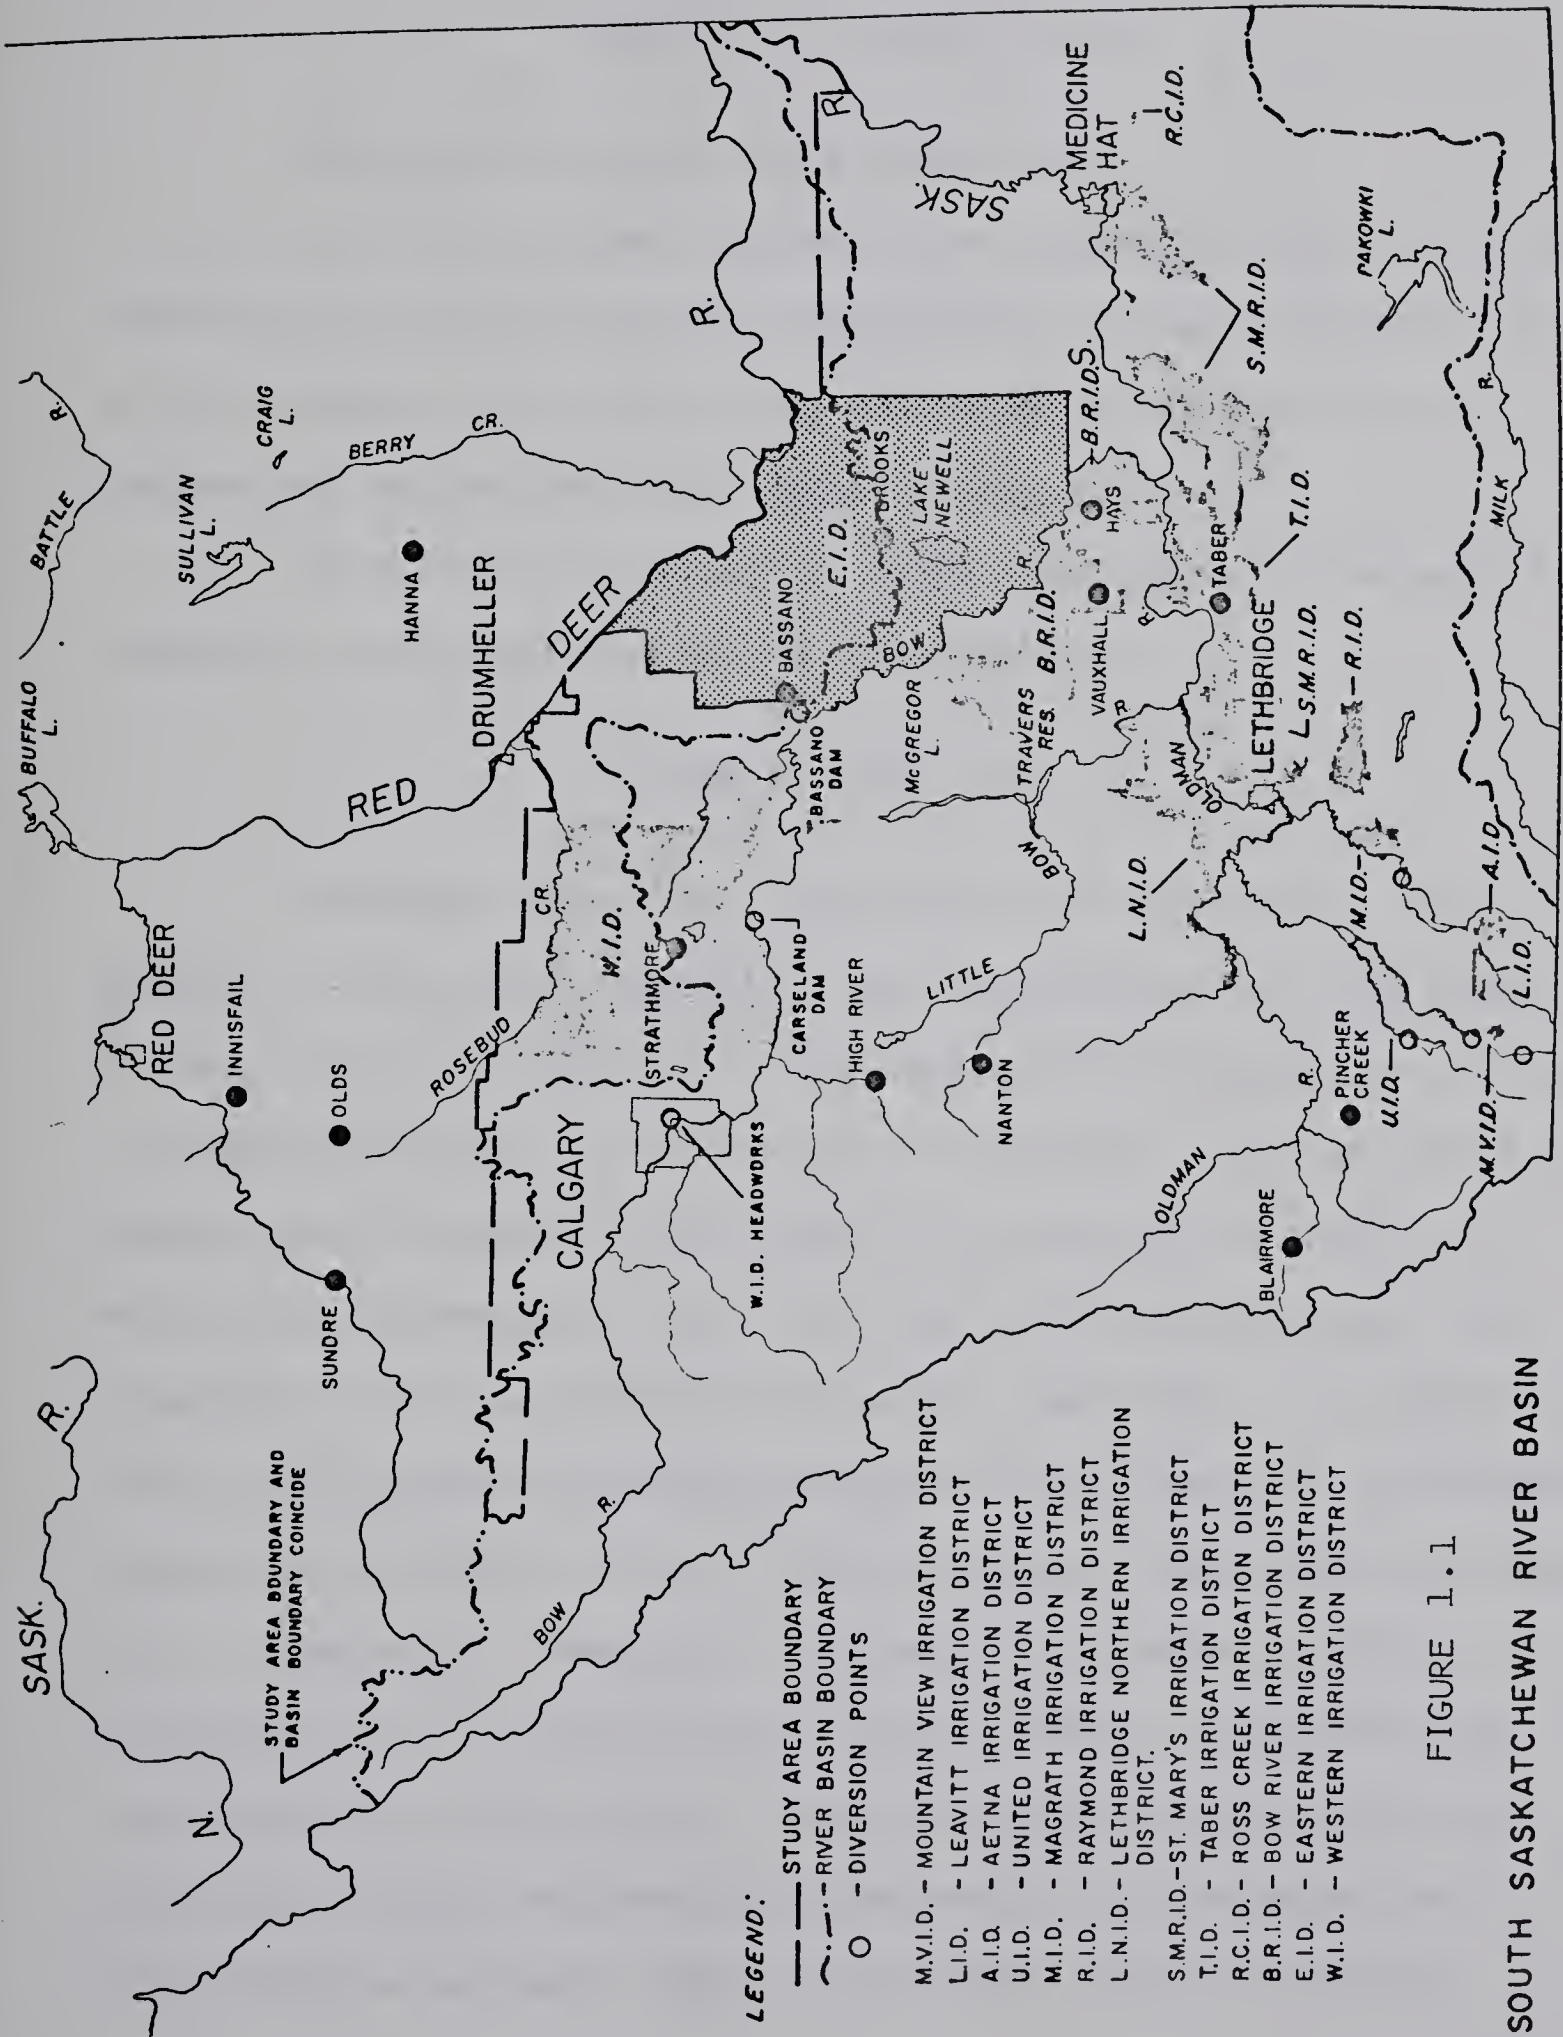 SASK.
R.
N.
STUDY AREA BOUNDARY AND
BASIN BOUNDARY COINCIDE
BUFFALO
L.
BATTLE
R.
SULLIVAN
L.
CRAIG
L.
BERRY
CR.
HANNA
RED DEER
INNISFAIL
OLDS
SUNDRE
RED
DEER
R.
DRUMHELLER
ROSEBUD
CR.
W.I.D.
STRATHMORE
CALGARY
W.I.D. HEADWORKS
BOW
R.
CARSELAND
DAM
BASSANO
DAM
BASSANO
E.I.D.
BROOKS
LAKE
NEWELL
BOW
R.
HIGH RIVER
NANTON
LITTLE
BOW
McGREGOR
L.
TRAVERS
RES.
B.R.I.D.
VAUXHALL
HAYS
B.R.I.D.
S.
SASK.
R.
MEDICINE
HAT
R.C.I.D.
S.M.R.I.D.
TABER
T.I.D.
R.
R.
OLDMAN
LETHBRIDGE
L.N.I.D.
S.M.R.I.D.
R.I.D.
M.I.D.
A.I.D.
L.I.D.
U.I.D.
M.V.I.D.
PINCHER
CREEK
OLDMAN
R.
BLAIRMORE
PAKOWKI
L.
MILK
R.
LEGEND:
STUDY AREA BOUNDARY
RIVER BASIN BOUNDARY
O - DIVERSION POINTS
M.V.I.D. - MOUNTAIN VIEW IRRIGATION DISTRICT
L.I.D. - LEAVITT IRRIGATION DISTRICT
A.I.D. - AETNA IRRIGATION DISTRICT
U.I.D. - UNITED IRRIGATION DISTRICT
M.I.D. - MAGRATH IRRIGATION DISTRICT
R.I.D. - RAYMOND IRRIGATION DISTRICT
L.N.I.D. - LETHBRIDGE NORTHERN IRRIGATION
DISTRICT.
S.M.R.I.D. - ST. MARY'S IRRIGATION DISTRICT
T.I.D. - TABER IRRIGATION DISTRICT
R.C.I.D. - ROSS CREEK IRRIGATION DISTRICT
B.R.I.D. - BOW RIVER IRRIGATION DISTRICT
E.I.D. - EASTERN IRRIGATION DISTRICT
W.I.D. - WESTERN IRRIGATION DISTRICT
FIGURE 1.1
SOUTH SASKATCHEWAN RIVER BASIN